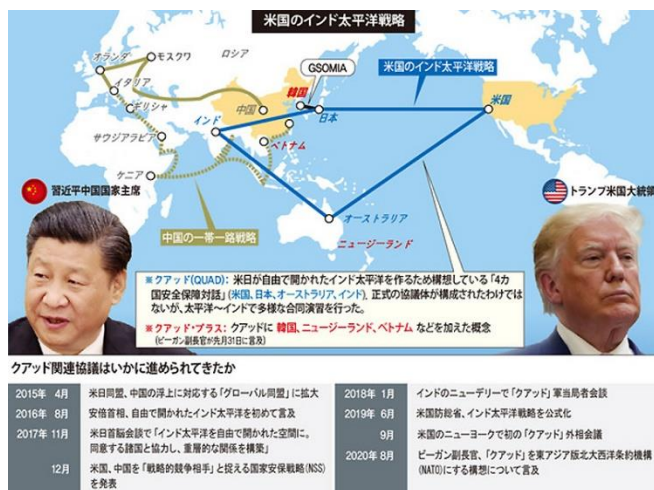 米国のインド太平洋戦略
オランダ
モスクワ
ロシア
GSOMIA
米国のインド太平洋戦略
イタリア
ギリシャ
韓国
中国
日本
米国
インド
サウジアラビア
ベトナム
ケニア
習近平中国国家主席
トランプ米国大統領
オーストラリア
中国の一帯一路戦略
ニュージーランド
※クアッド(QUAD): 米日が自由で開かれたインド太平洋を作るため構想している「4カ
国安全保障対話」(米国、日本、オーストラリア、インド)。正式の協議体が構成されたわけでは
ないが、太平洋〜インドで多様な合同演習を行った。
※クアッド・プラス: クアッドに 韓国、ニュージーランド、ベトナム などを加えた概念
(ビーガン副長官が先月31日に言及)
クアッド関連協議はいかに進められてきたか
2015年 4月 米日同盟、中国の浮上に対応する「グローバル同盟」に拡大
2016年 8月 安倍首相、自由で開かれたインド太平洋を初めて言及
2017年 11月 米日首脳会談で「インド太平洋を自由で開かれた空間に。
同意する諸国と協力し、重層的な関係を構築」
12月 米国、中国を「戦略的競争相手」と捉える国家安保戦略(NSS)
を発表
2018年 1月 インドのニューデリーで「クアッド」軍当局者会談
2019年 6月 米国防総省、インド太平洋戦略を公式化
9月 米国のニューヨークで初の「クアッド」外相会議
2020年 8月 ビーガン副長官、「クアッド」を東アジア版北大西洋条約機構
(NATO)にする構想について言及